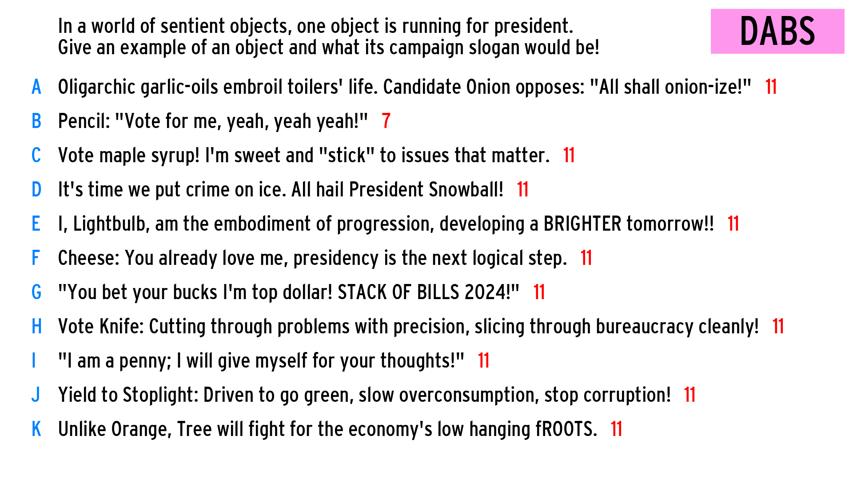 In a world of sentient objects, one object is running for president.
Give an example of an object and what its campaign slogan would be!
DABS
A Oligarchic garlic-oils embroil toilers' life. Candidate Onion opposes: "All shall onion-ize!" 11
B Pencil: "Vote for me, yeah, yeah yeah!" 7
C Vote maple syrup! I'm sweet and "stick" to issues that matter. 11
D It's time we put crime on ice. All hail President Snowball! 11
E I, Lightbulb, am the embodiment of progression, developing a BRIGHTER tomorrow!! 11
F Cheese: You already love me, presidency is the next logical step. 11
G "You bet your bucks I'm top dollar! STACK OF BILLS 2024!" 11
H Vote Knife: Cutting through problems with precision, slicing through bureaucracy cleanly! 11
I "I am a penny; I will give myself for your thoughts!" 11
J Yield to Stoplight: Driven to go green, slow overconsumption, stop corruption! 11
K Unlike Orange, Tree will fight for the economy's low hanging fROOTS. 11